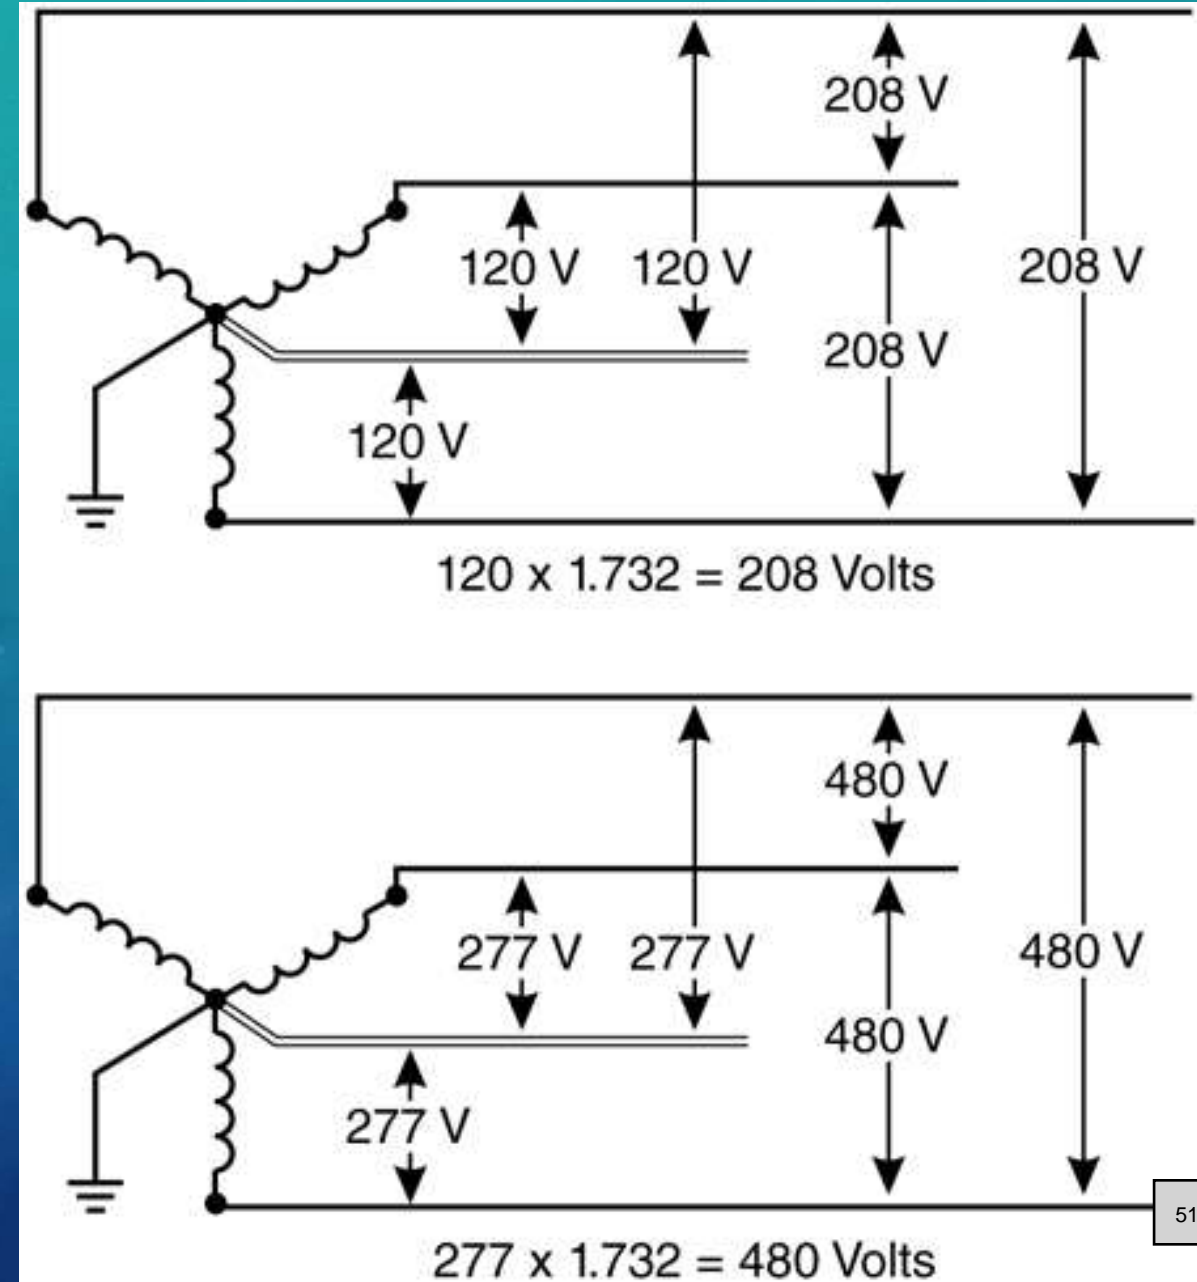 208 V
120 V 120 V 208 V
208 V
120 V
120 x 1.732 = 208 Volts
480 V
277 V 277 V 480 V
480 V
277 V
51
277 x 1.732 = 480 Volts